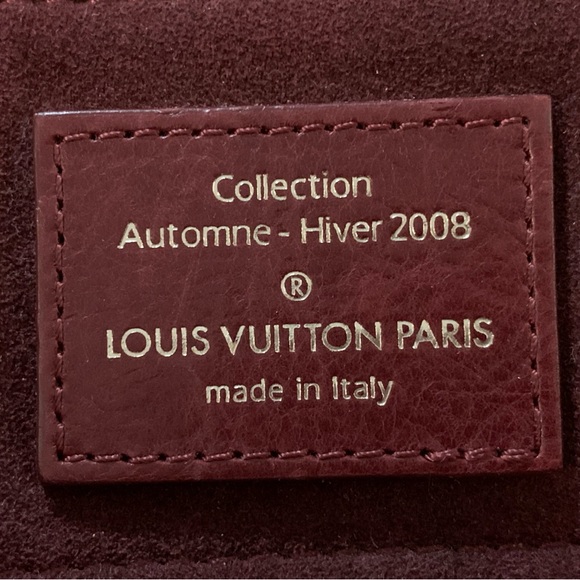 Collection
Automne - Hiver 2008
®
LOUIS VUITTON PARIS
made in Italy